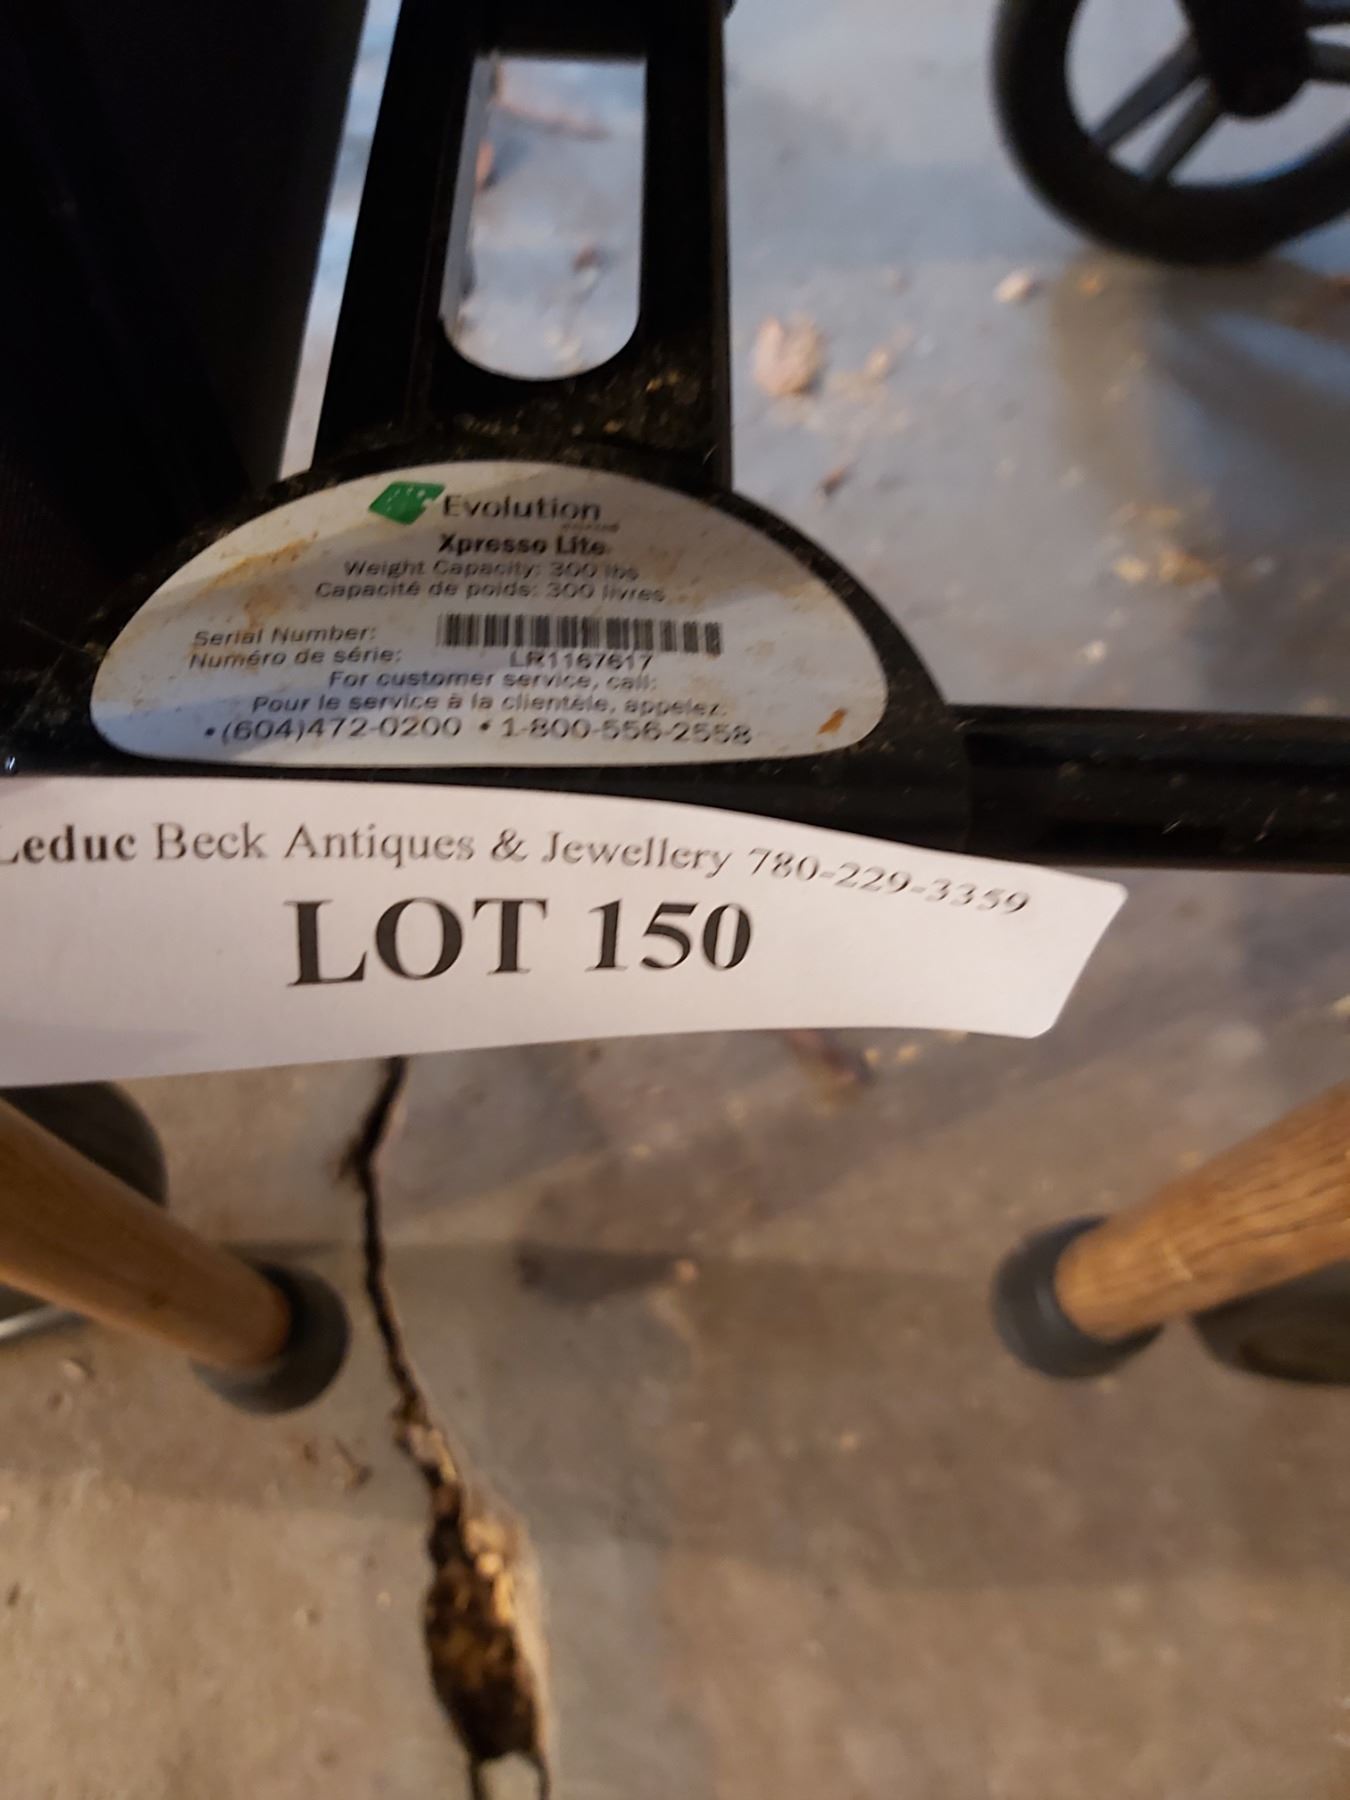 Evolution
Xpresso Lite
Weight Capacity: 300 lbs
Capacité de poids: 300 livres
Serial Number:
Numéro de série:
LR1167617
For customer service, call:
Pour le service à la clientèle, appelez:
•(604)472-0200 • 1-800-556-2558
Leduc Beck Antiques & Jewellery 780-229-3359
LOT 150